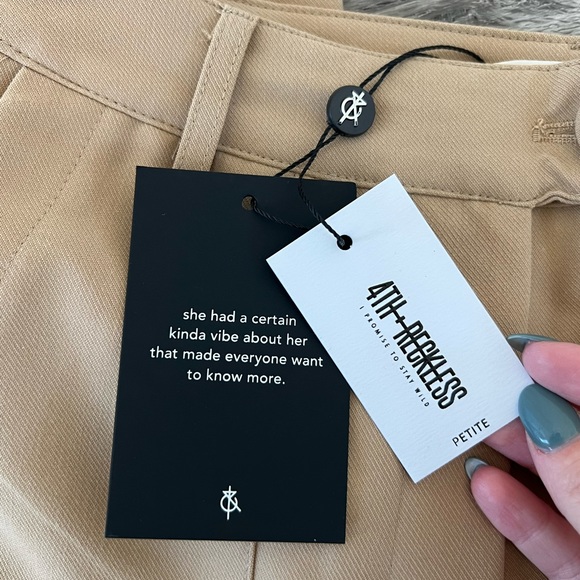 she had a certain
kinda vibe about her
that made everyone want
to know more.
4TH+RECKLESS
I PROMISE TO STAY WILD
PETITE